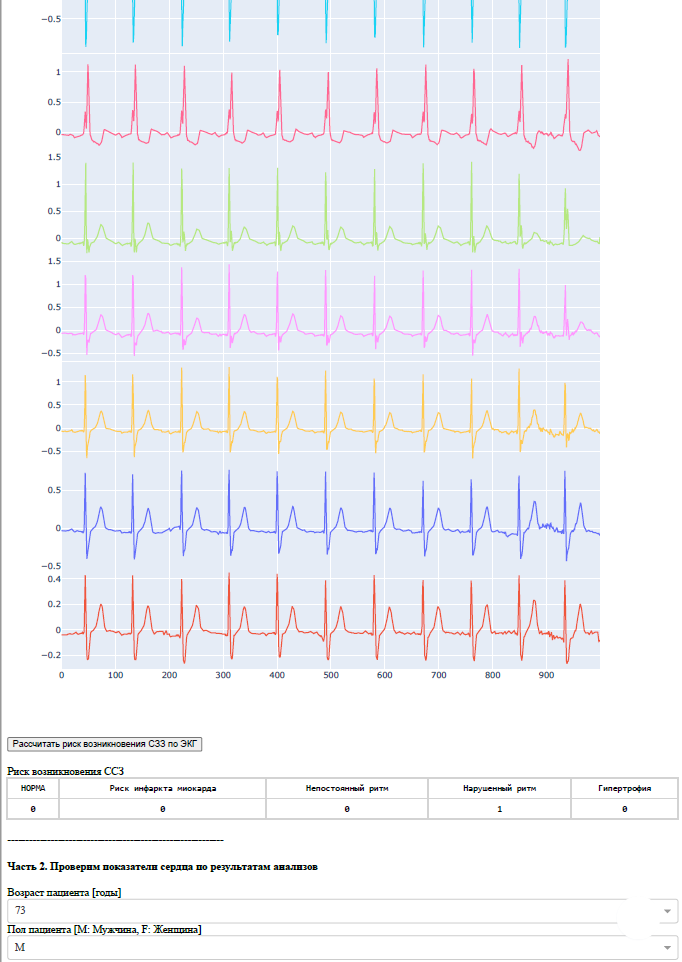 −0.5
1
0.5
0
1.5
1
0.5
0
1.5
1
0.5
0
−0.5
1
0.5
0
−0.5
0.5
0
−0.5
0.4
0.2
0
−0.2
0 100 200 300 400 500 600 700 800 900
Рассчитать риск возникновения СЗЗ по ЭКГ
Риск возникновения ССЗ
НОРМА Риск инфаркта миокарда Непостоянный ритм Нарушенный ритм Гипертрофия
0 0 0 1 0
------------------------------------------------------------
Часть 2. Проверим показатели сердца по результатам анализов
Возраст пациента [годы]
73
Пол пациента [M: Мужчина, F: Женщина]
M